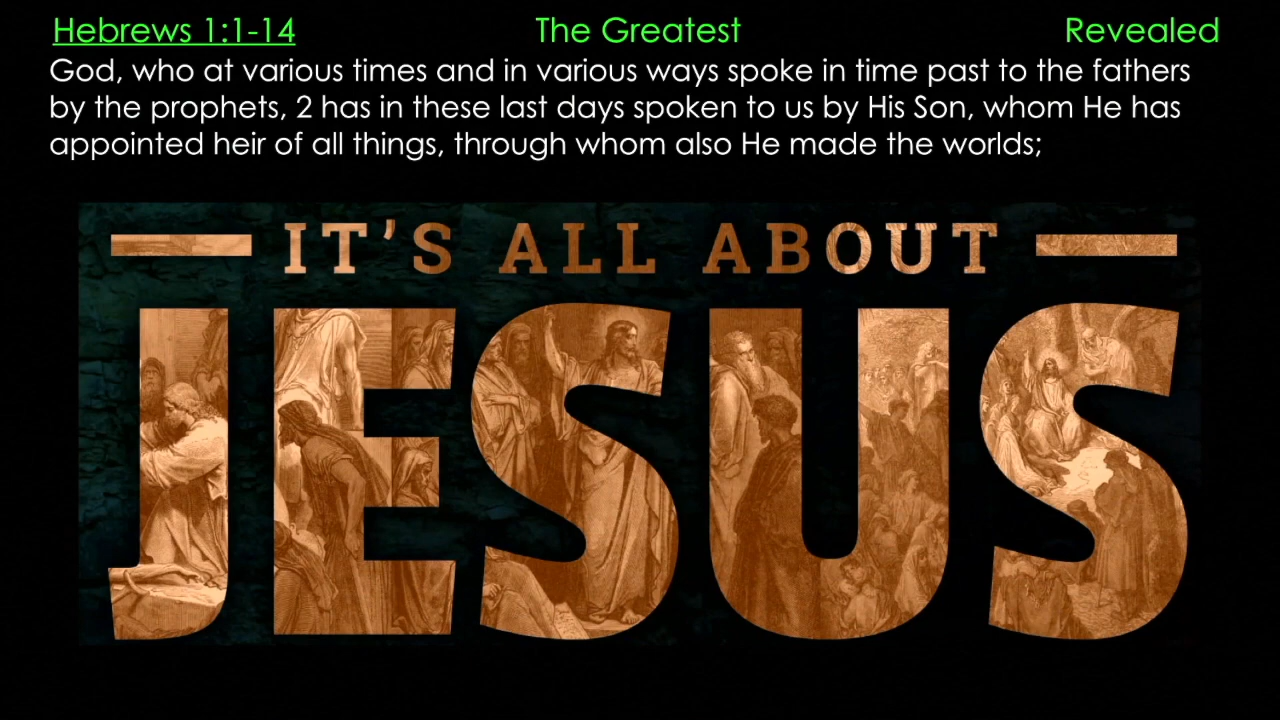 Hebrews 1:1-14 The Greatest Revealed
God, who at various times and in various ways spoke in time past to the fathers
by the prophets, 2 has in these last days spoken to us by His Son, whom He has
appointed heir of all things, through whom also He made the worlds;
IT'S ALL ABOUT
JESUS